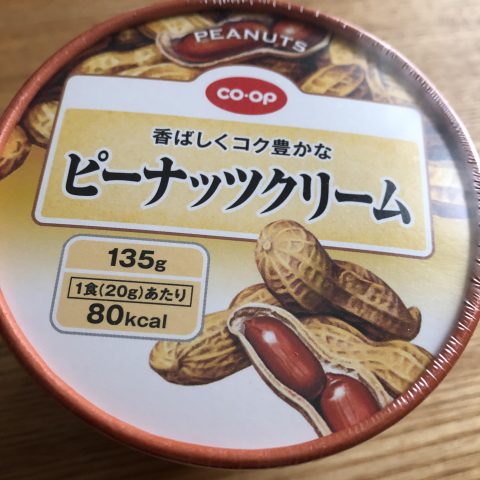 PEANUTS
CO·OP
香ばしくコク豊かな
ピーナッツクリーム
135g
1食(20g)あたり
80kcal